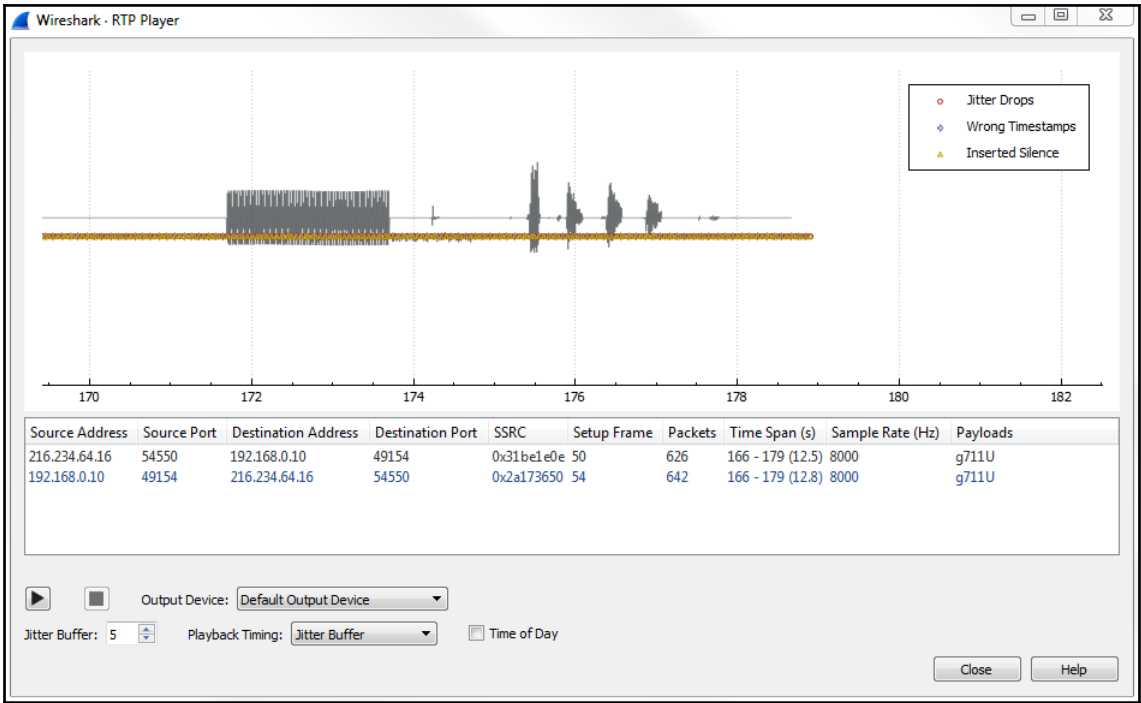 Wireshark · RTP Player
Jitter Drops
Wrong Timestamps
Inserted Silence
170 172 174 176 178 180 182
Source Address Source Port Destination Address Destination Port SSRC Setup Frame Packets Time Span (s) Sample Rate (Hz) Payloads
216.234.64.16 54550 192.168.0.10 49154 0x31be1e0e 50 626 166 - 179 (12.5) 8000 g711U
192.168.0.10 49154 216.234.64.16 54550 0x2a173650 54 642 166 - 179 (12.8) 8000 g711U
Output Device: Default Output Device
Jitter Buffer: 5 Playback Timing: Jitter Buffer Time of Day
Close Help